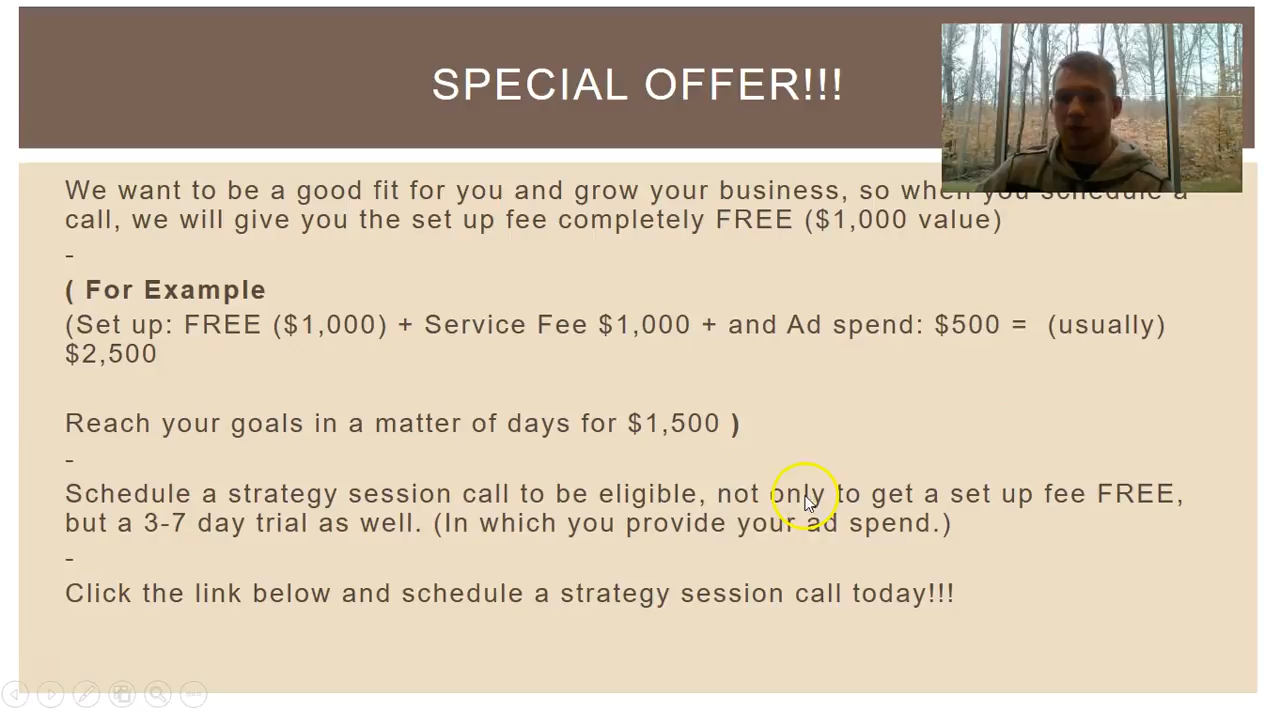 SPECIAL OFFER!!!
We want to be a good fit for you and grow your business, so when you schedule a
call, we will give you the set up fee completely FREE ($1,000 value)
-
( For Example
(Set up: FREE ($1,000) + Service Fee $1,000 + and Ad spend: $500 = (usually)
$2,500
Reach your goals in a matter of days for $1,500 )
-
Schedule a strategy session call to be eligible, not only to get a set up fee FREE,
but a 3-7 day trial as well. (In which you provide your ad spend.)
-
Click the link below and schedule a strategy session call today!!!